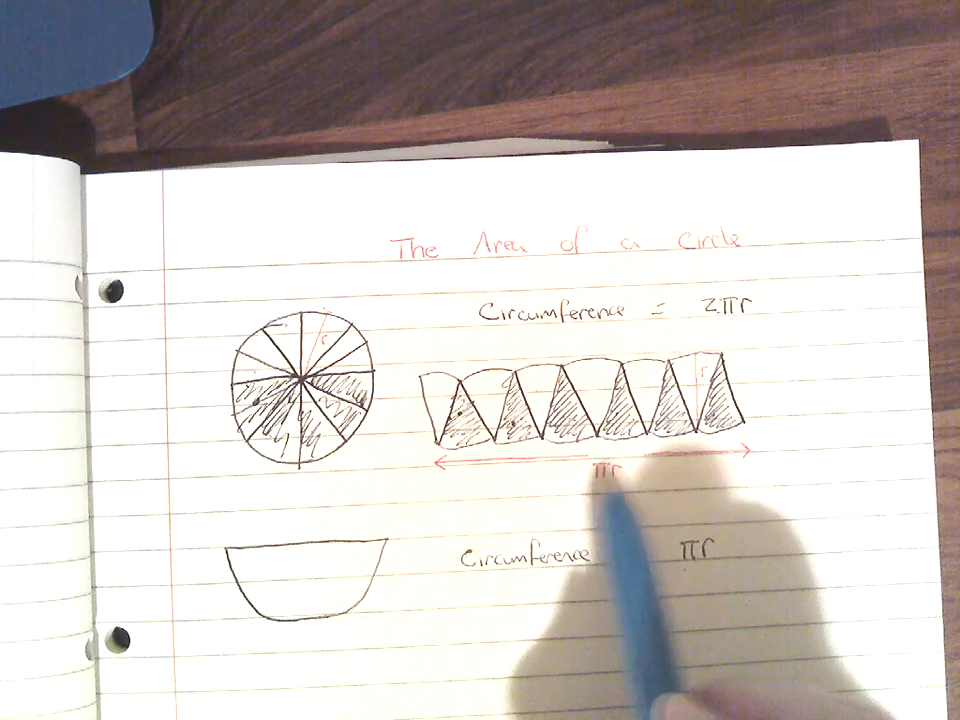 The Area of a Circle
Circumference = 2πr
r
r
πr
Circumference πr